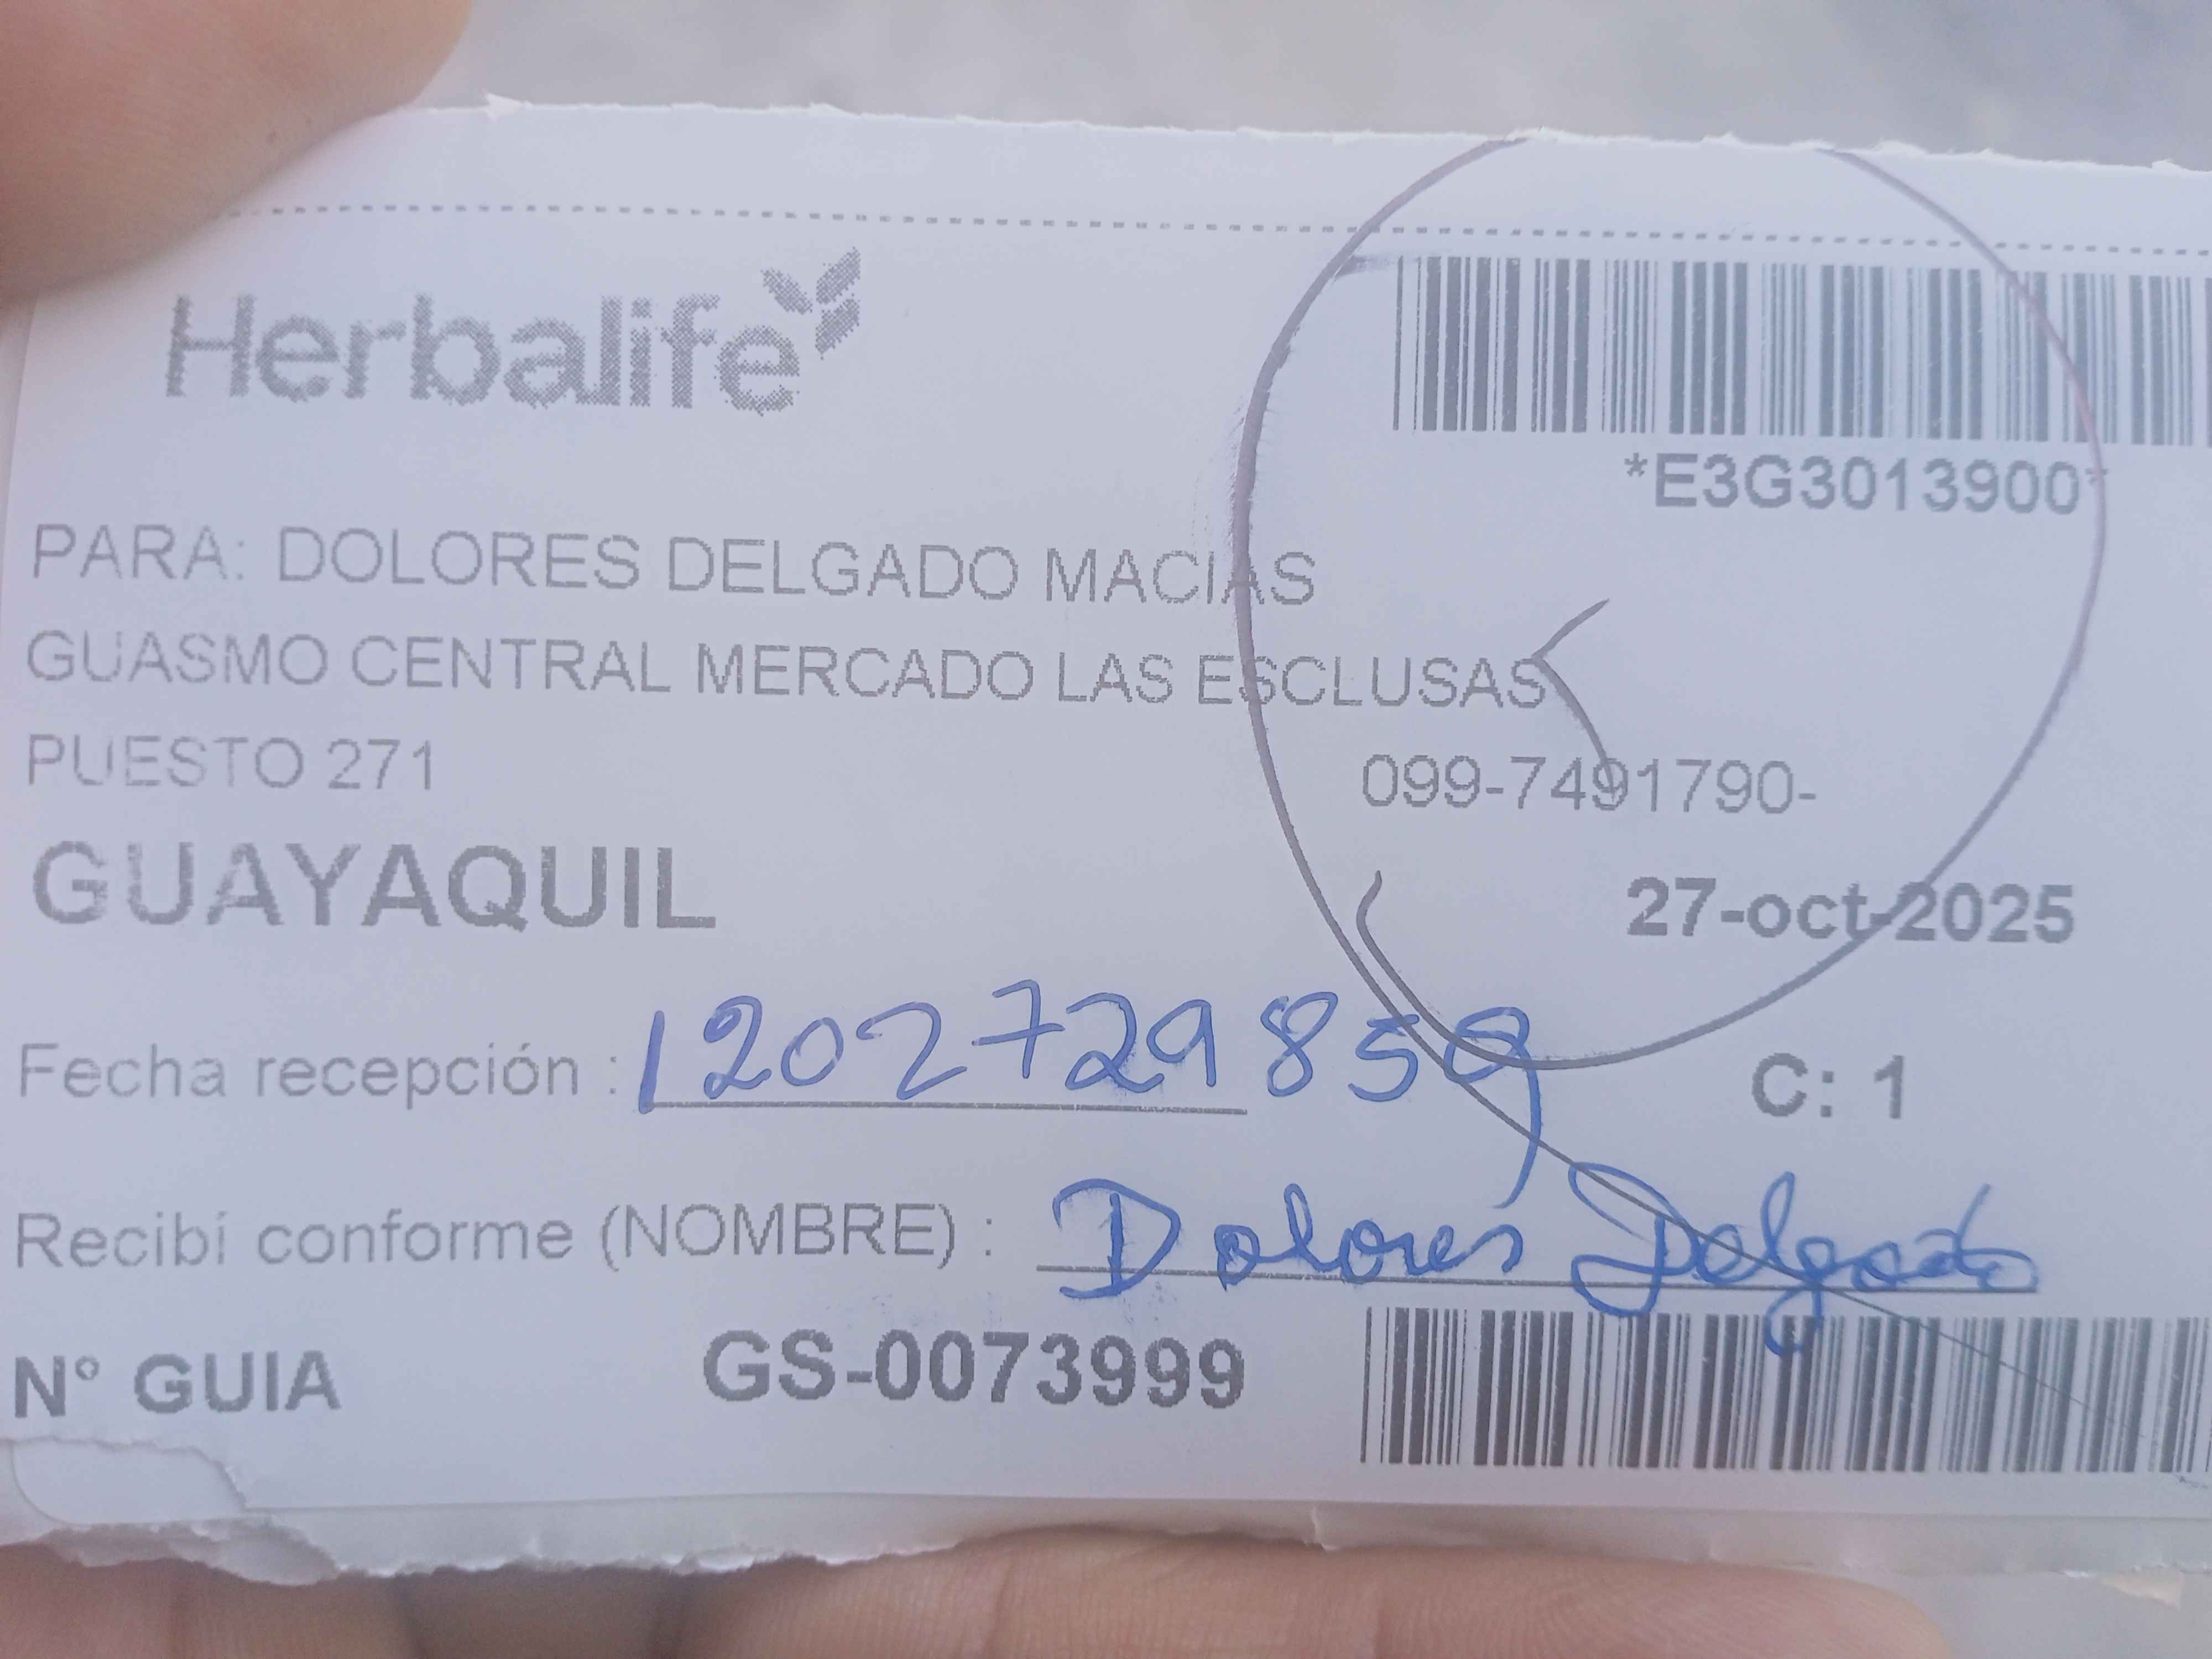 Herbalife
*E3G3013900*
PARA: DOLORES DELGADO MACIAS
GUASMO CENTRAL MERCADO LAS ESCLUSAS
PUESTO 271
099-7491790-
GUAYAQUIL
27-oct-2025
Fecha recepción : 1202729859
C: 1
Recibí conforme (NOMBRE) : Dolores Delgado
N° GUIA GS-0073999